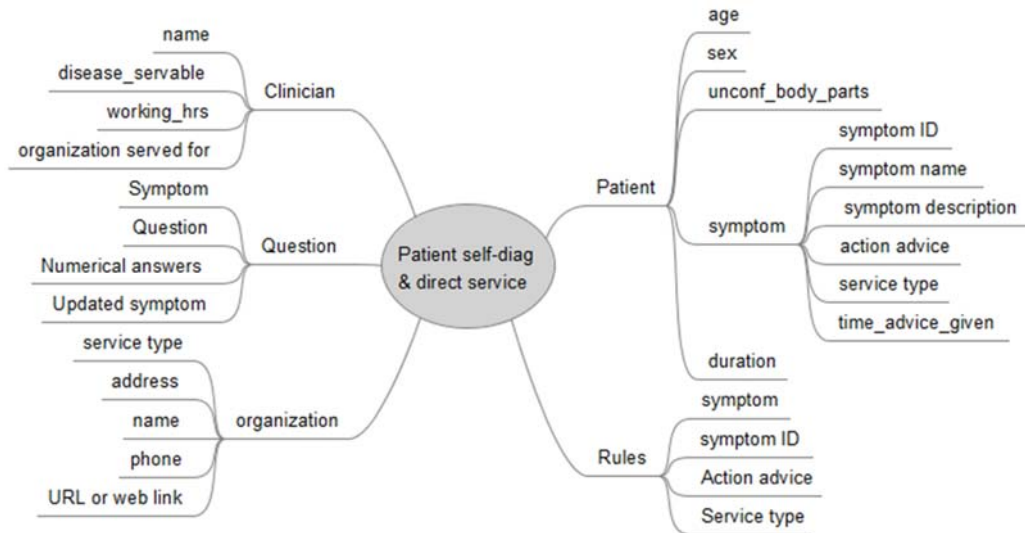 Patient self-diag
& direct service
Clinician
name
disease_servable
working_hrs
organization served for
Question
Symptom
Question
Numerical answers
Updated symptom
organization
service type
address
name
phone
URL or web link
Patient
age
sex
unconf_body_parts
symptom
symptom ID
symptom name
symptom description
action advice
service type
time_advice_given
duration
Rules
symptom
symptom ID
Action advice
Service type